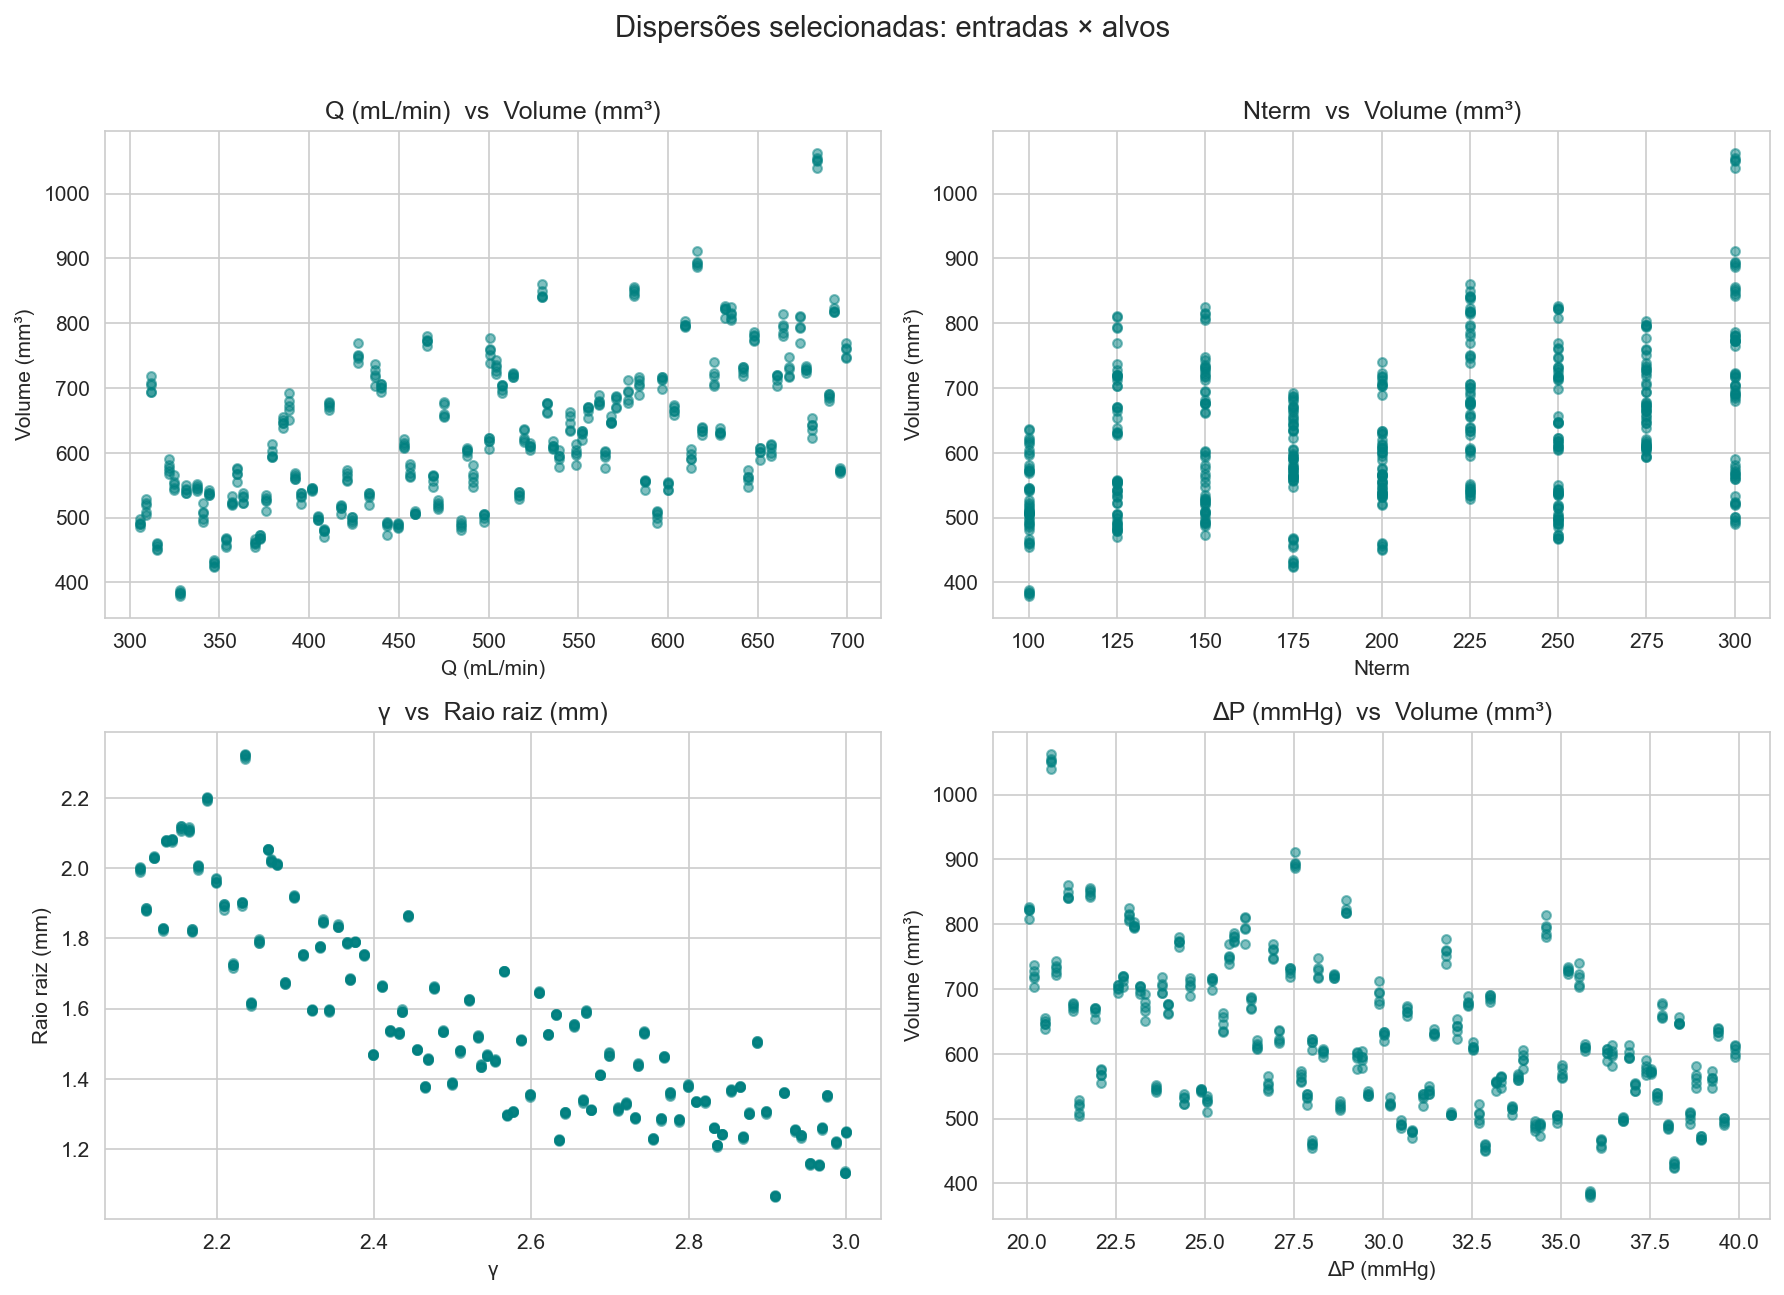 Dispersões selecionadas: entradas × alvos
Q (mL/min) vs Volume (mm³)
Volume (mm³)
1000
900
800
700
600
500
400
300 350 400 450 500 550 600 650 700
Q (mL/min)
Nterm vs Volume (mm³)
Volume (mm³)
1000
900
800
700
600
500
400
100 125 150 175 200 225 250 275 300
Nterm
γ vs Raio raiz (mm)
Raio raiz (mm)
2.2
2.0
1.8
1.6
1.4
1.2
2.2 2.4 2.6 2.8 3.0
γ
ΔP (mmHg) vs Volume (mm³)
Volume (mm³)
1000
900
800
700
600
500
400
20.0 22.5 25.0 27.5 30.0 32.5 35.0 37.5 40.0
ΔP (mmHg)